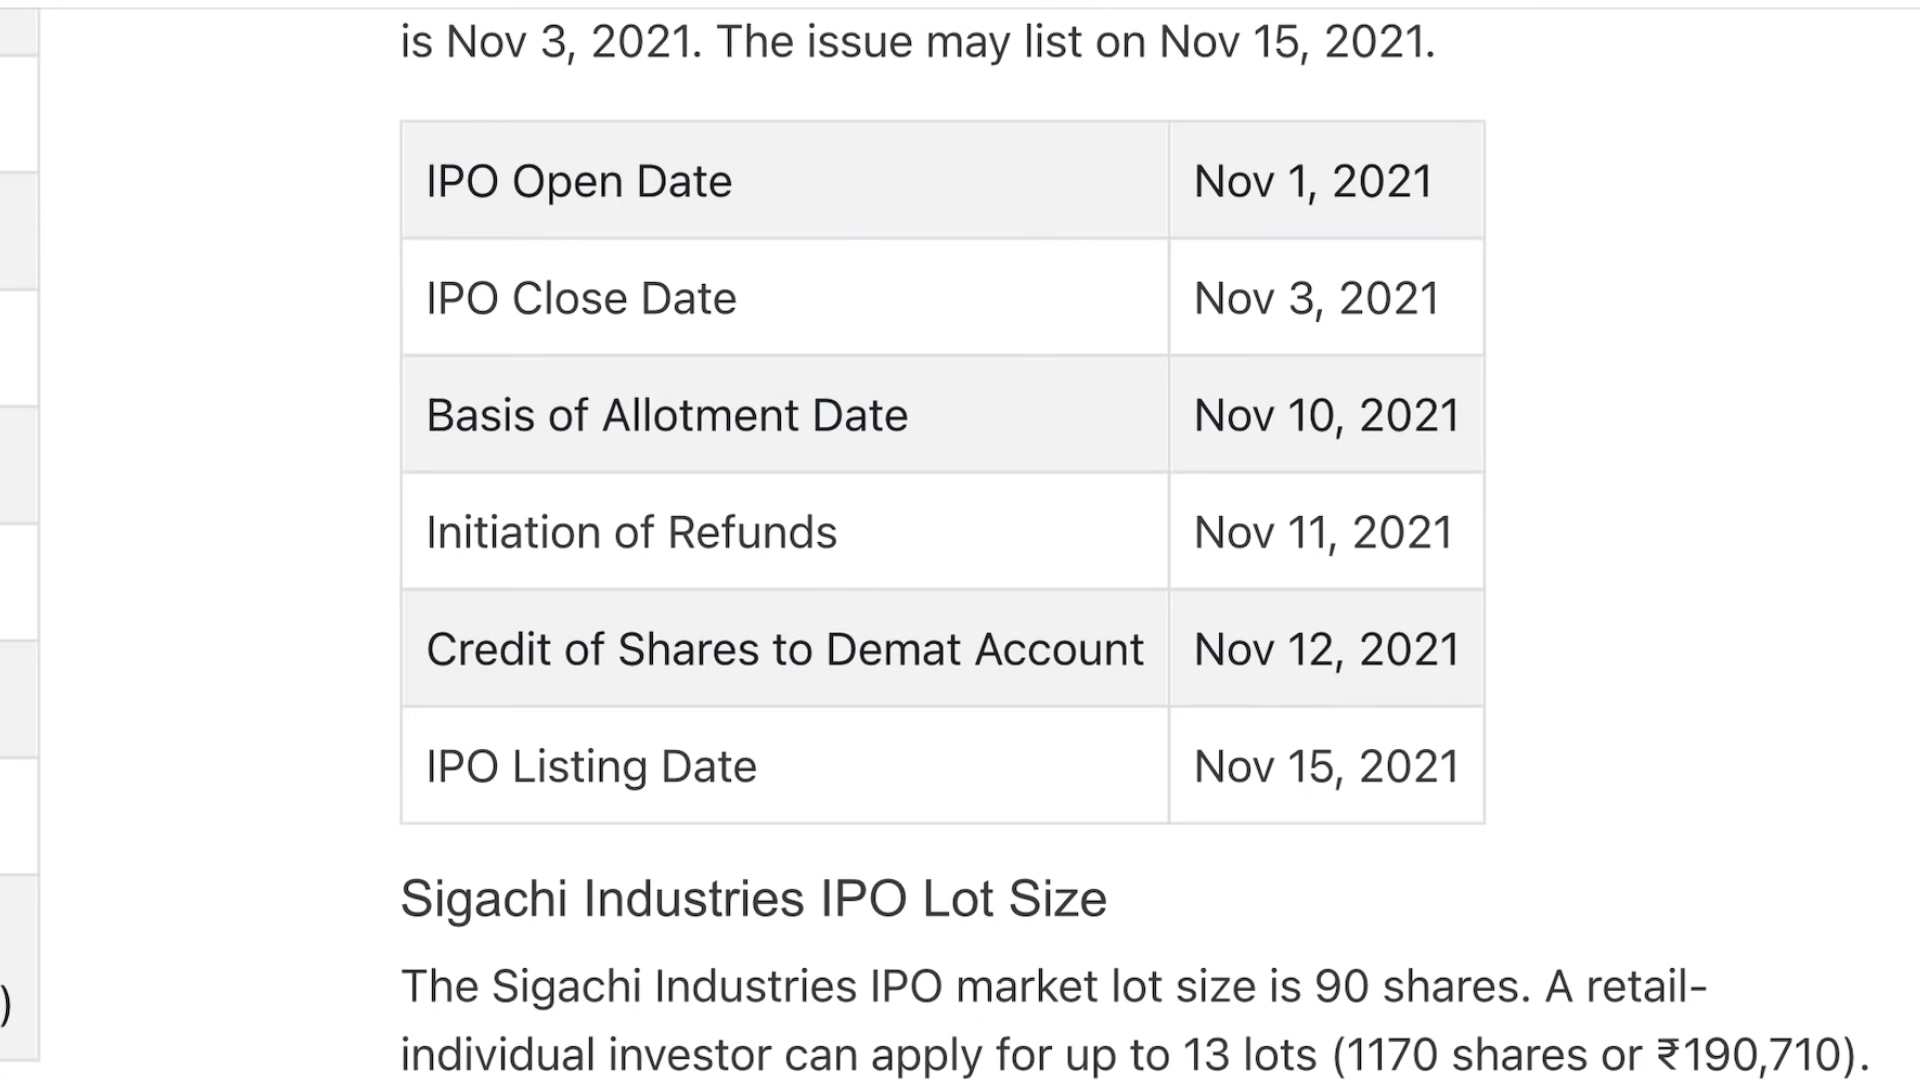 is Nov 3, 2021. The issue may list on Nov 15, 2021.
IPO Open Date Nov 1, 2021
IPO Close Date Nov 3, 2021
Basis of Allotment Date Nov 10, 2021
Initiation of Refunds Nov 11, 2021
Credit of Shares to Demat Account Nov 12, 2021
IPO Listing Date Nov 15, 2021
Sigachi Industries IPO Lot Size
The Sigachi Industries IPO market lot size is 90 shares. A retail-
individual investor can apply for up to 13 lots (1170 shares or ₹190,710).
)